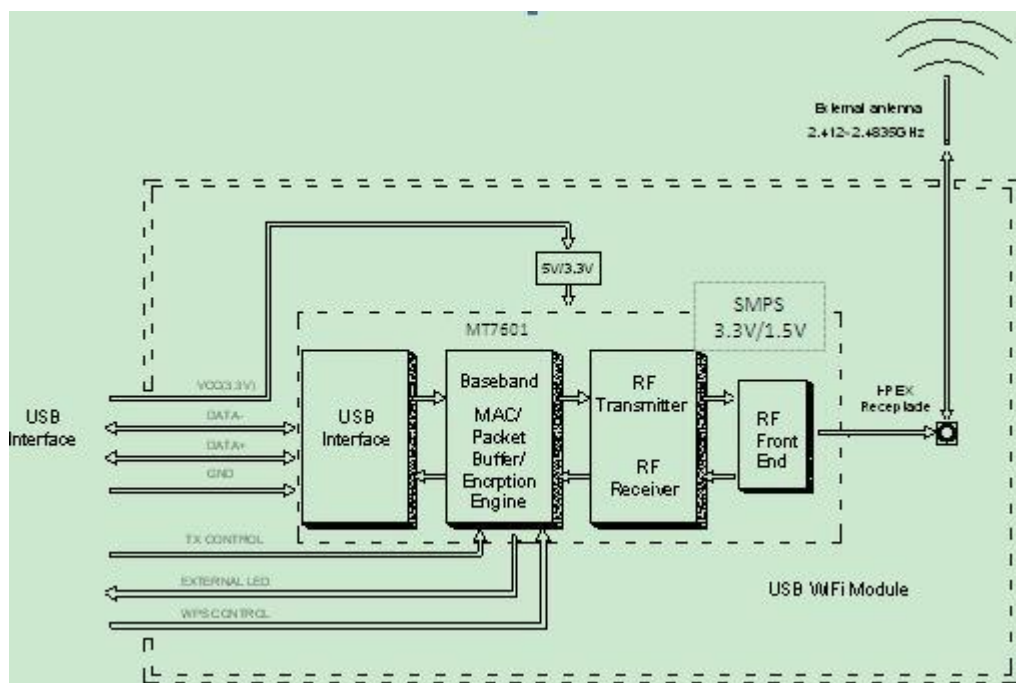 External antenna
2.412~2.4835GHz
5V/3.3V
SMPS
3.3V/1.5V
MT7601
VCC(3.3V)
DATA-
DATA+
GND
USB
Interface
USB
Interface
Baseband
MAC/
Packet
Buffer/
Encrption
Engine
RF
Transmitter
RF
Receiver
RF
Front
End
I-PEX
Receptade
TX CONTROL
EXTERNAL LED
WPS CONTROL
USB WiFi Module